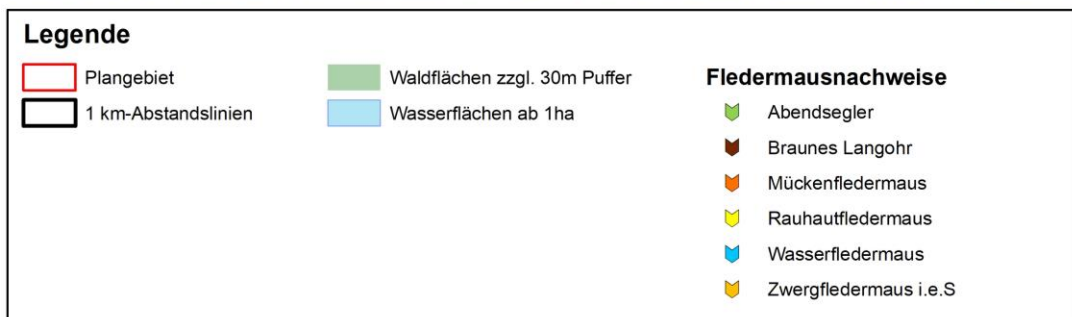 Legende
Plangebiet
1 km-Abstandslinien
Waldflächen zzgl. 30m Puffer
Wasserflächen ab 1ha
Fledermausnachweise
Abendsegler
Braunes Langohr
Mückenfledermaus
Rauhautfledermaus
Wasserfledermaus
Zwergfledermaus i.e.S